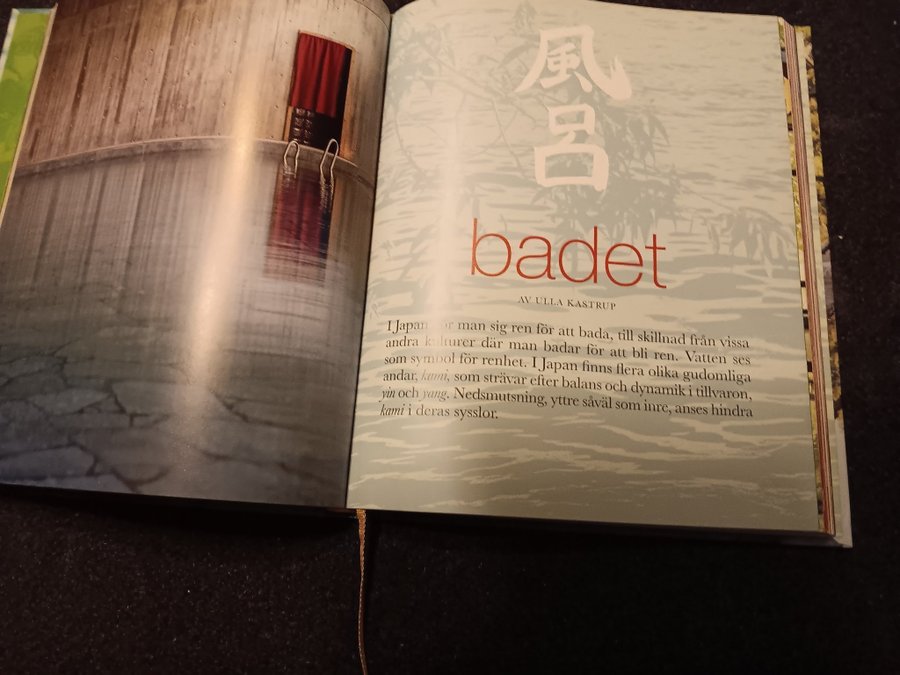 風
呂
badet
AV ULLA KASTRUP
I Japan gör man sig ren för att bada, till skillnad från vissa
andra kulturer där man badar för att bli ren. Vatten ses
som symbol för renhet. I Japan finns flera olika gudomliga
andar, kami, som strävar efter balans och dynamik i tillvaron,
yin och yang. Nedsmutsning, yttre såväl som inre, anses hindra
kami i deras sysslor.